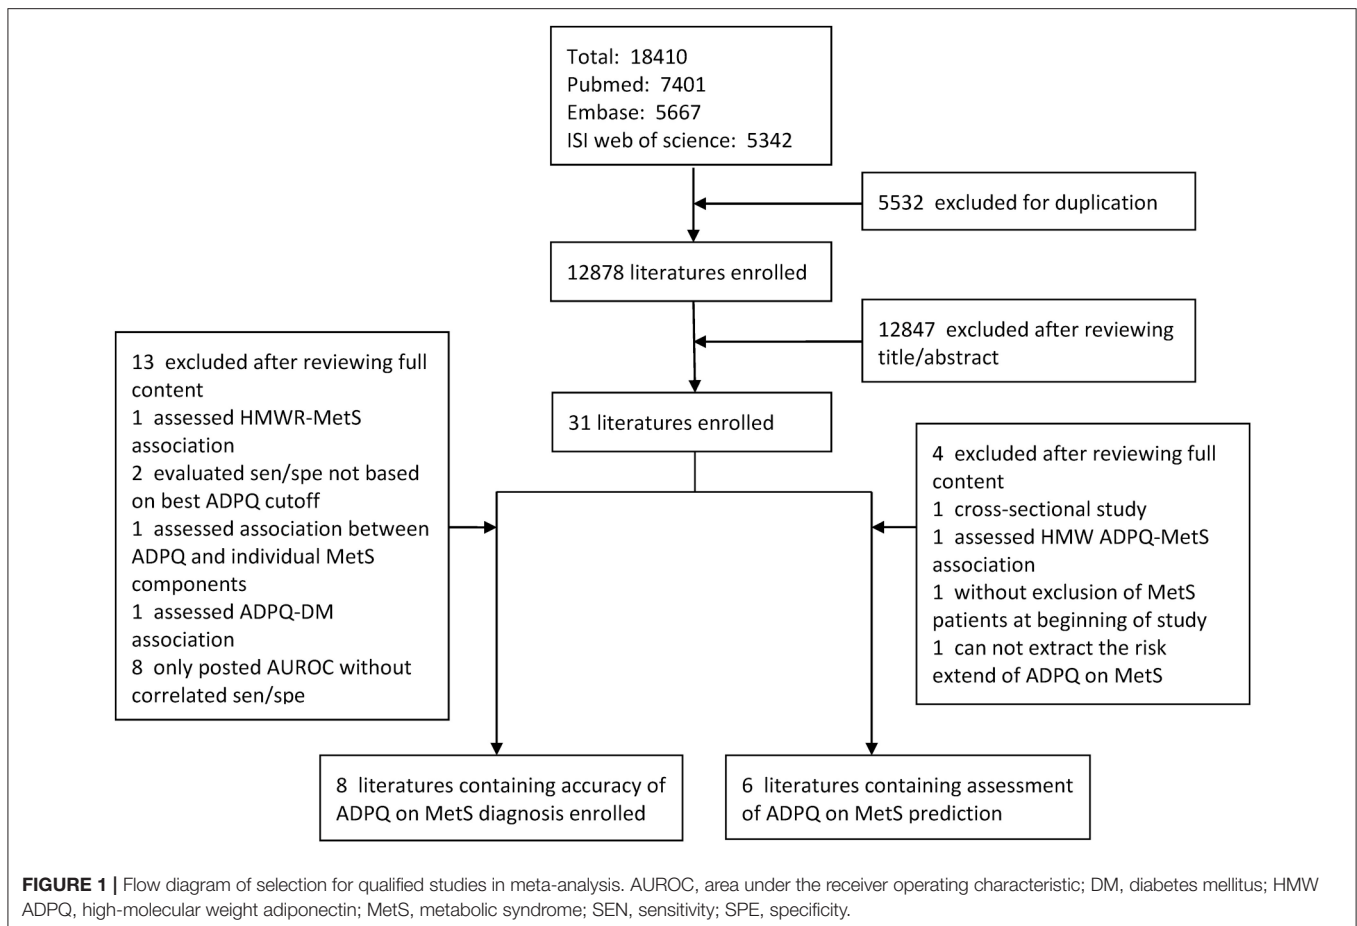 Total: 18410
Pubmed: 7401
Embase: 5667
ISI web of science: 5342
5532 excluded for duplication
12878 literatures enrolled
12847 excluded after reviewing
title/abstract
31 literatures enrolled
13 excluded after reviewing full
content
1 assessed HMWR-MetS
association
2 evaluated sen/spe not based
on best ADPQ cutoff
1 assessed association between
ADPQ and individual MetS
components
1 assessed ADPQ-DM
association
8 only posted AUROC without
correlated sen/spe
4 excluded after reviewing full
content
1 cross-sectional study
1 assessed HMW ADPQ-MetS
association
1 without exclusion of MetS
patients at beginning of study
1 can not extract the risk
extend of ADPQ on MetS
8 literatures containing accuracy of
ADPQ on MetS diagnosis enrolled
6 literatures containing assessment
of ADPQ on MetS prediction
FIGURE 1 | Flow diagram of selection for qualified studies in meta-analysis. AUROC, area under the receiver operating characteristic; DM, diabetes mellitus; HMW
ADPQ, high-molecular weight adiponectin; MetS, metabolic syndrome; SEN, sensitivity; SPE, specificity.